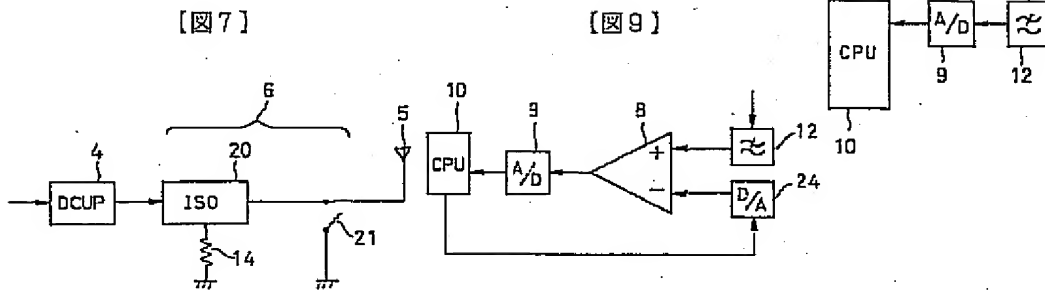 [図7]
6
5
4
20
DCUP
ISO
14
21
[図9]
10
9
8
CPU
A/D
+
-
12
D/A
24
CPU
A/D
9
12
10